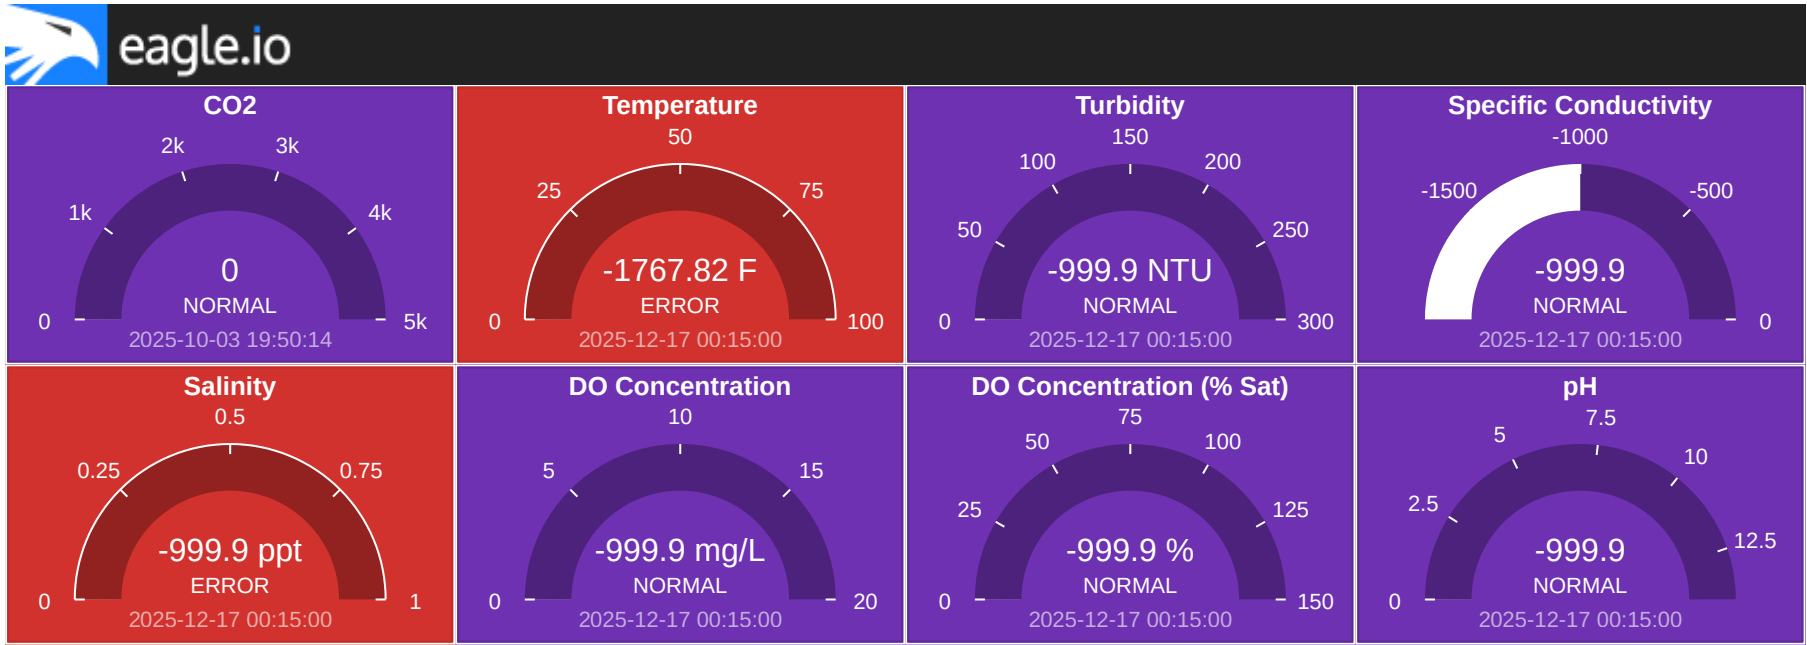 eagle.io
CO2
0
1k
2k
3k
4k
5k
0
NORMAL
2025-10-03 19:50:14
Temperature
0
25
50
75
100
-1767.82 F
ERROR
2025-12-17 00:15:00
Turbidity
0
50
100
150
200
250
300
-999.9 NTU
NORMAL
2025-12-17 00:15:00
Specific Conductivity
-1500
-1000
-500
0
-999.9
NORMAL
2025-12-17 00:15:00
Salinity
0
0.25
0.5
0.75
1
-999.9 ppt
ERROR
2025-12-17 00:15:00
DO Concentration
0
5
10
15
20
-999.9 mg/L
NORMAL
2025-12-17 00:15:00
DO Concentration (% Sat)
0
25
50
75
100
125
150
-999.9 %
NORMAL
2025-12-17 00:15:00
pH
0
2.5
5
7.5
10
12.5
-999.9
NORMAL
2025-12-17 00:15:00